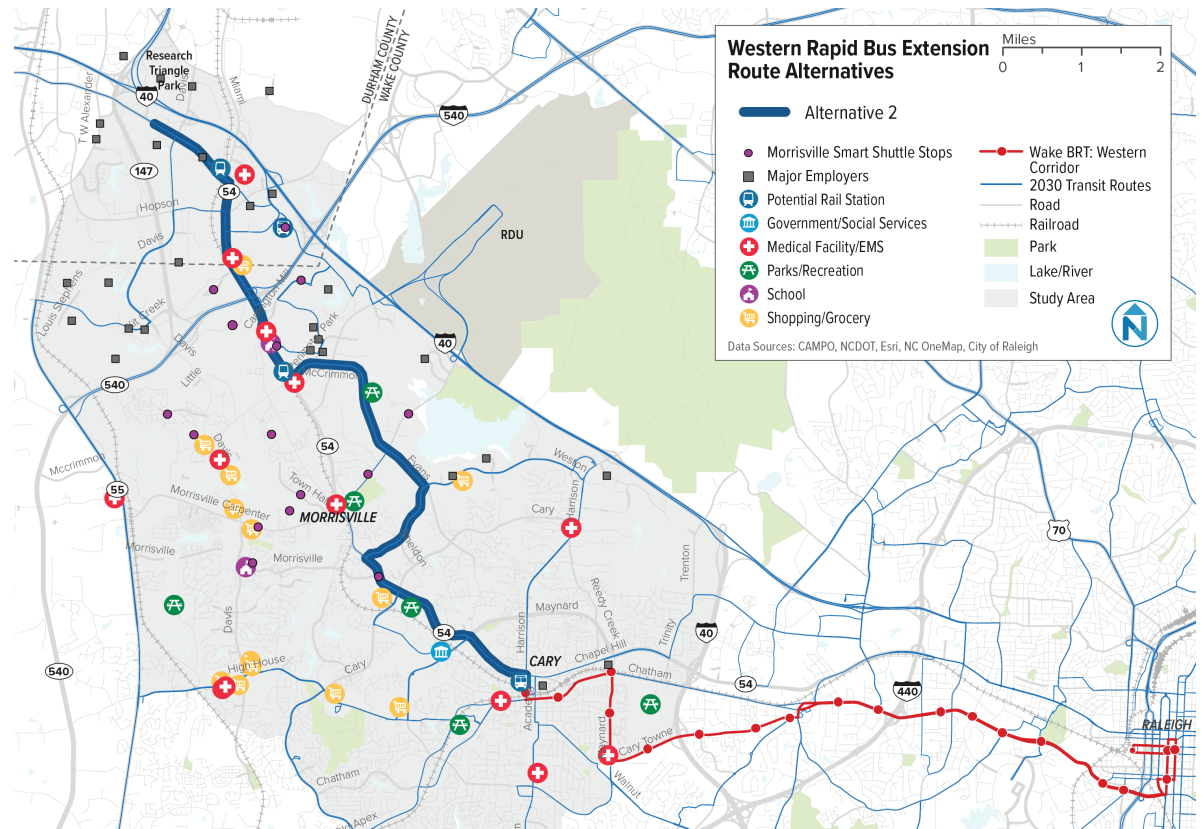 Western Rapid Bus Extension
Route Alternatives
Miles
0 1 2
Alternative 2
Morrisville Smart Shuttle Stops
Major Employers
Potential Rail Station
Government/Social Services
Medical Facility/EMS
Parks/Recreation
School
Shopping/Grocery
Wake BRT: Western
Corridor
2030 Transit Routes
Road
Railroad
Park
Lake/River
Study Area
N
Data Sources: CAMPO, NCDOT, Esri, NC OneMap, City of Raleigh
Research
Triangle
Park
40
Davis
Miami
T W Alexander
DURHAM COUNTY
WAKE COUNTY
540
147
54
Hopson
Davis
RDU
Louis Stephens
Kit Creek
Park
Davis
Little
40
540
McCrimmon
54
Davis
Evans
Weston
Mccrimmon
55
Town Hall
Morrisville Carpenter
MORRISVILLE
Cary
Harrison
70
Morrisville
Morrisville
Trenton
Reedy Creek
Maynard
Harrison
Davis
54
Trinity
40
Chapel Hill
CARY
High House
Cary
Chatham
540
54
440
RALEIGH
Maynard
Cary Towne
Chatham
Walnut
Apex